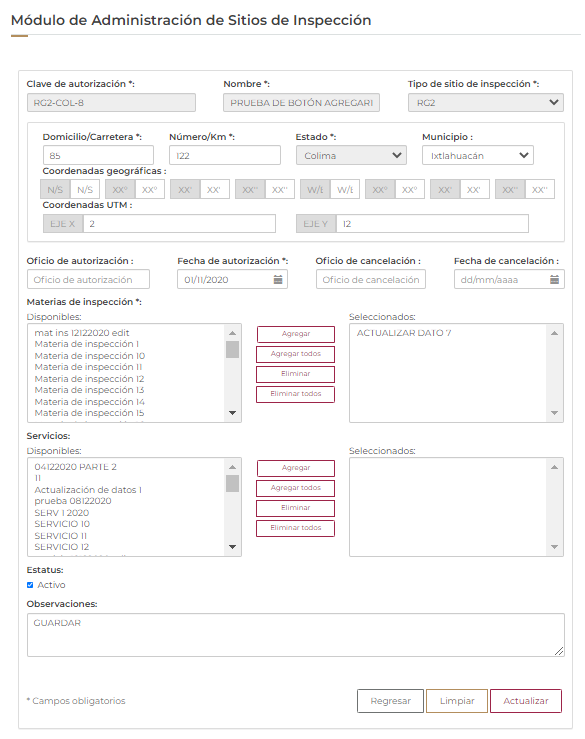 Módulo de Administración de Sitios de Inspección
Clave de autorización *: Nombre *: Tipo de sitio de inspección *:
RG2-COL-8 PRUEBA DE BOTÓN AGREGAR1 RG2
Domicilio/Carretera *: Número/Km *: Estado *: Municipio :
85 122 Colima Ixtlahuacán
Coordenadas geográficas :
N/S N/S XX° XX° XX' XX' XX'' XX'' W/E W/E XX° XX° XX' XX' XX'' XX''
Coordenadas UTM :
EJE X 2 EJE Y 12
Oficio de autorización : Fecha de autorización *: Oficio de cancelación : Fecha de cancelación :
Oficio de autorización 01/11/2020 Oficio de cancelación dd/mm/aaaa
Materias de inspección *:
Disponibles: Seleccionados:
mat ins 12122020 edit Agregar ACTUALIZAR DATO 7
Materia de inspección 1
Materia de inspección 10 Agregar todos
Materia de inspección 11
Materia de inspección 12 Eliminar
Materia de inspección 13
Materia de inspección 14 Eliminar todos
Materia de inspección 15
Servicios:
Disponibles: Seleccionados:
04122020 PARTE 2 Agregar
11
Actualización de datos 1 Agregar todos
prueba 08122020
SERV 1 2020 Eliminar
SERVICIO 10
SERVICIO 11 Eliminar todos
SERVICIO 12
Estatus:
Activo
Observaciones:
GUARDAR
* Campos obligatorios Regresar Limpiar Actualizar